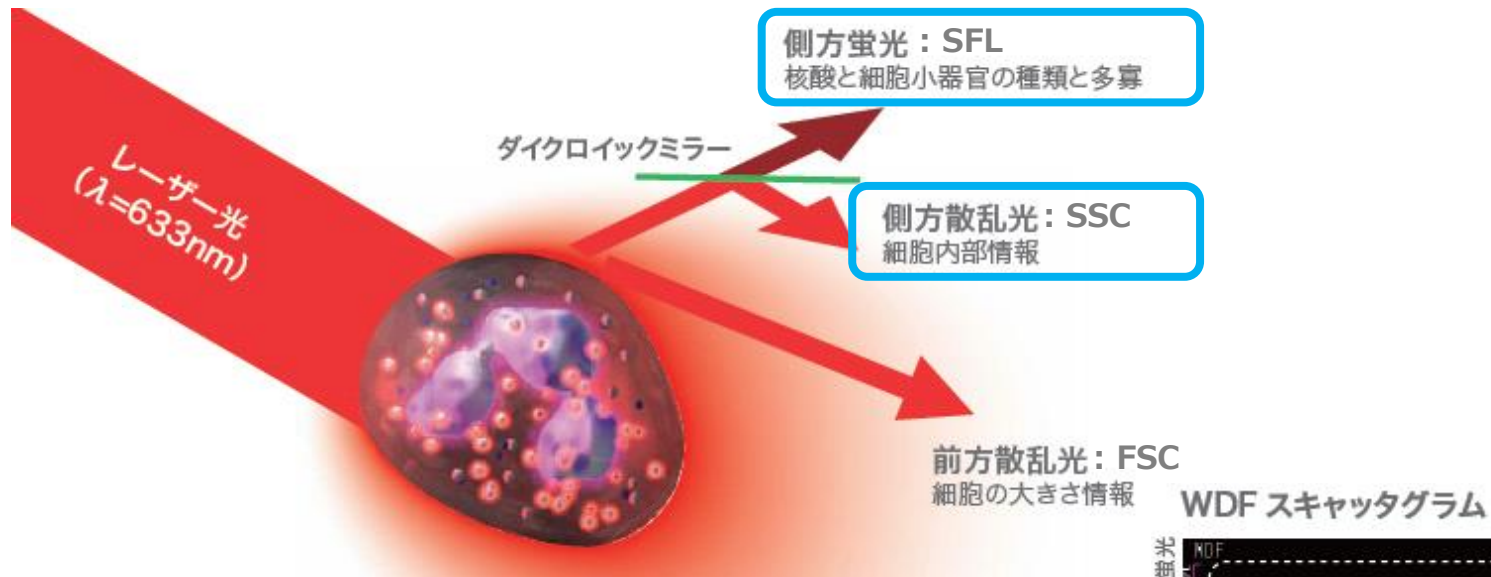 側方蛍光：SFL
核酸と細胞小器官の種類と多寡
ダイクロイックミラー
レーザー光
(λ=633nm)
側方散乱光：SSC
細胞内部情報
前方散乱光：FSC
細胞の大きさ情報
WDF スキャッタグラム
蛍光
WDF